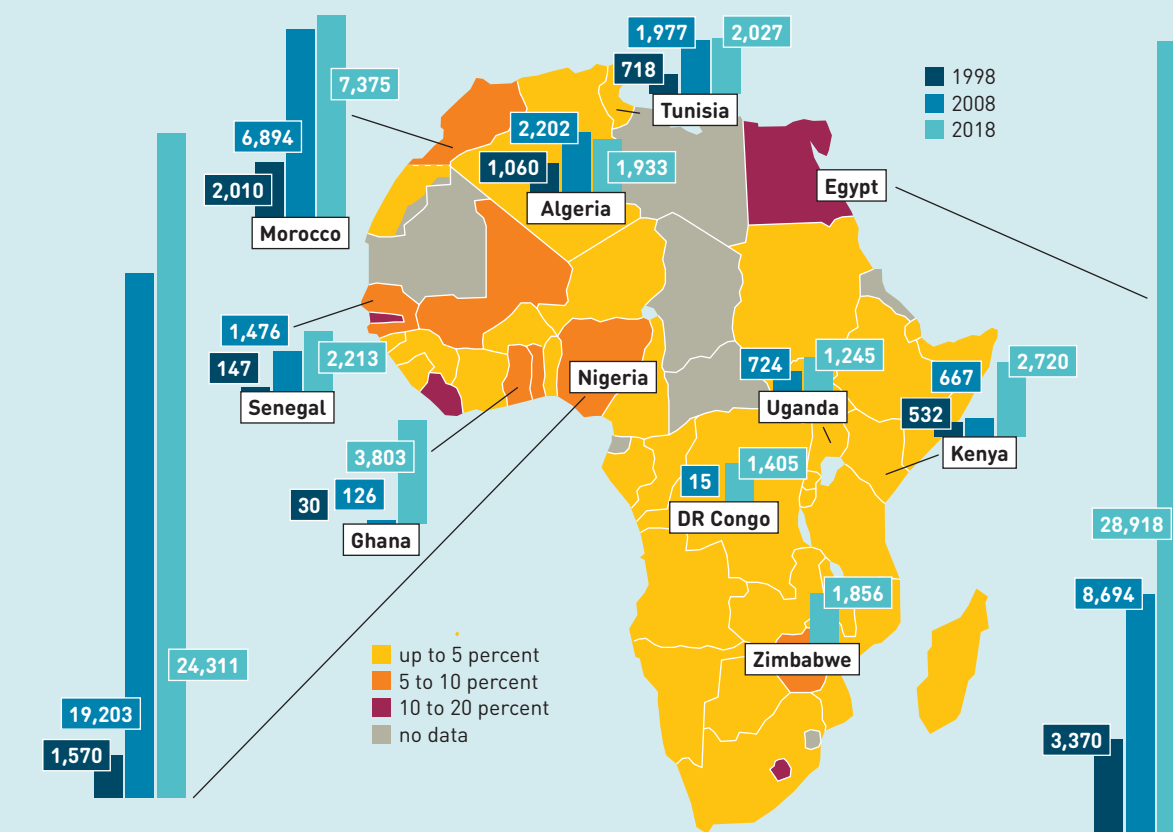 1,977
2,027
718
Tunisia
1998
2008
2018
7,375
6,894
2,010
Morocco
2,202
1,060
1,933
Algeria
Egypt
1,476
147
2,213
Senegal
Nigeria
724
1,245
Uganda
667
2,720
532
Kenya
3,803
30
126
Ghana
15
1,405
DR Congo
28,918
8,694
3,370
1,856
Zimbabwe
24,311
19,203
1,570
up to 5 percent
5 to 10 percent
10 to 20 percent
no data